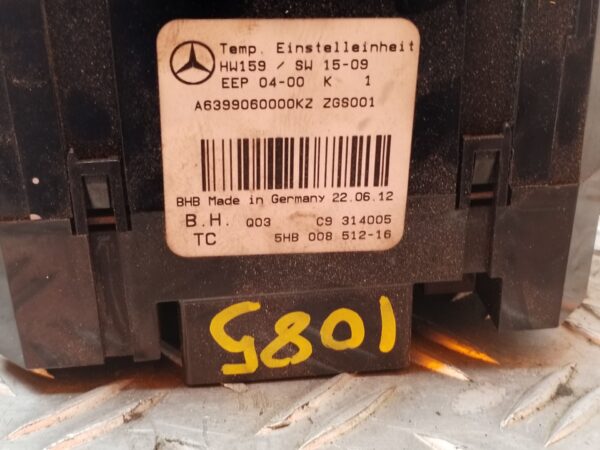 Temp. Einstelleinheit
HW159 / SW 15-09
EEP 04-00 K 1
A6399060000KZ ZGS001
BHB Made in Germany 22.06.12
B.H. Q03 C9 314005
TC 5HB 008 512-16
1085